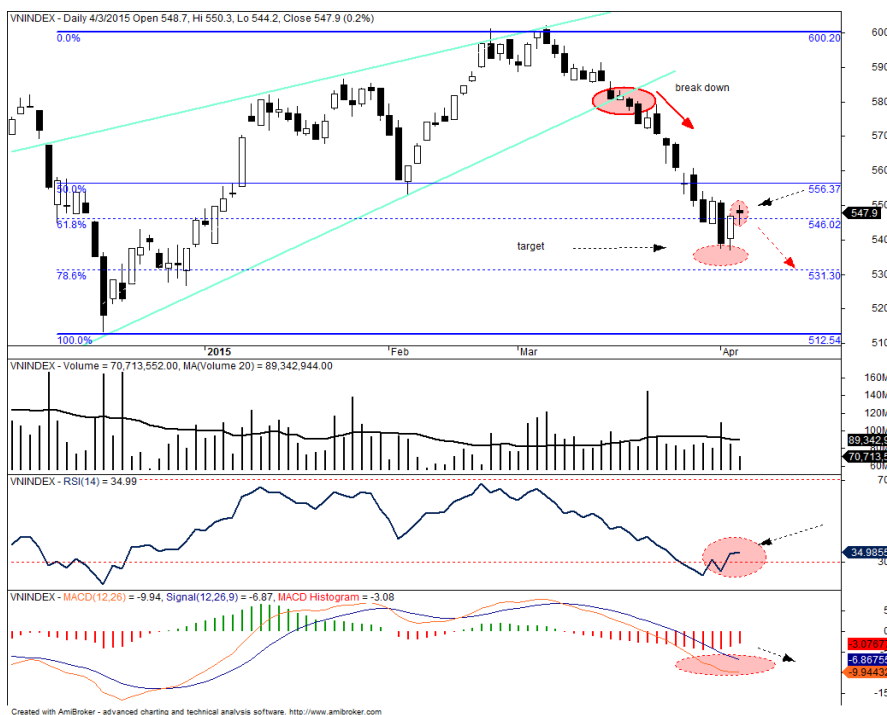 VNINDEX - Daily 4/3/2015 Open 548.7, Hi 550.3, Lo 544.2, Close 547.9 (0.2%)
0.0%
600.20
600
590
break down
580
570
560
50.0%
556.37
550
547.9
61.8%
546.02
540
target
78.6%
531.30
530
520
100.0%
512.54
510
2015
Feb
Mar
Apr
VNINDEX - Volume = 70,713,552.00, MA(Volume 20) = 89,342,944.00
160M
140M
120M
100M
89,342,9
70,713,5
60M
VNINDEX - RSI(14) = 34.99
70
34.9855
30
VNINDEX - MACD(12,26) = -9.94, Signal(12,26,9) = -6.87, MACD Histogram = -3.08
5
0
-3.0767
-6.86755
-9.94432
-15
Created with AmiBroker - advanced charting and technical analysis software. http://www.amibroker.com